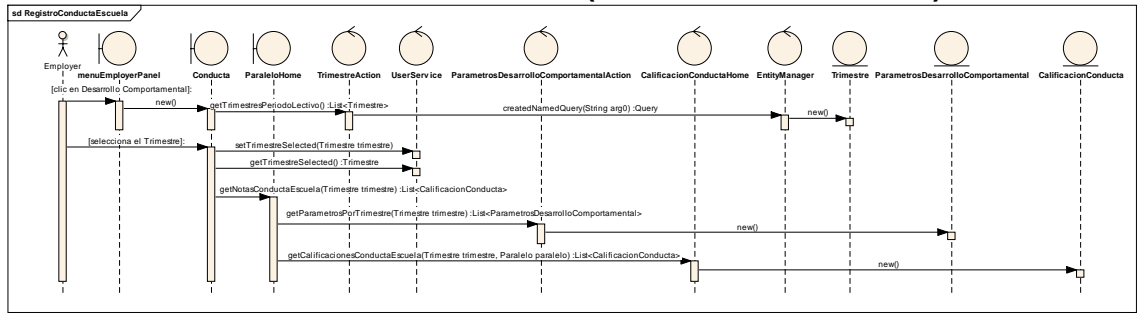 sd RegistroConductaEscuela
Employer
menuEmployerPanel
Conducta
ParaleloHome
TrimestreAction
UserService
ParametrosDesarrolloComportamentalAction
CalificacionConductaHome
EntityManager
Trimestre
ParametrosDesarrolloComportamental
CalificacionConducta
[clic en Desarrollo Comportamental]:
new()
getTrimestresPeriodoLectivo() :List<Trimestre>
createdNamedQuery(String arg0) :Query
new()
[selecciona el Trimestre]:
setTrimestreSelected(Trimestre trimestre)
getTrimestreSelected() :Trimestre
getNotasConductaEscuela(Trimestre trimestre) :List<CalificacionConducta>
getParametrosPorTrimestre(Trimestre trimestre) :List<ParametrosDesarrolloComportamental>
new()
getCalificacionesConductaEscuela(Trimestre trimestre, Paralelo paralelo) :List<CalificacionConducta>
new()